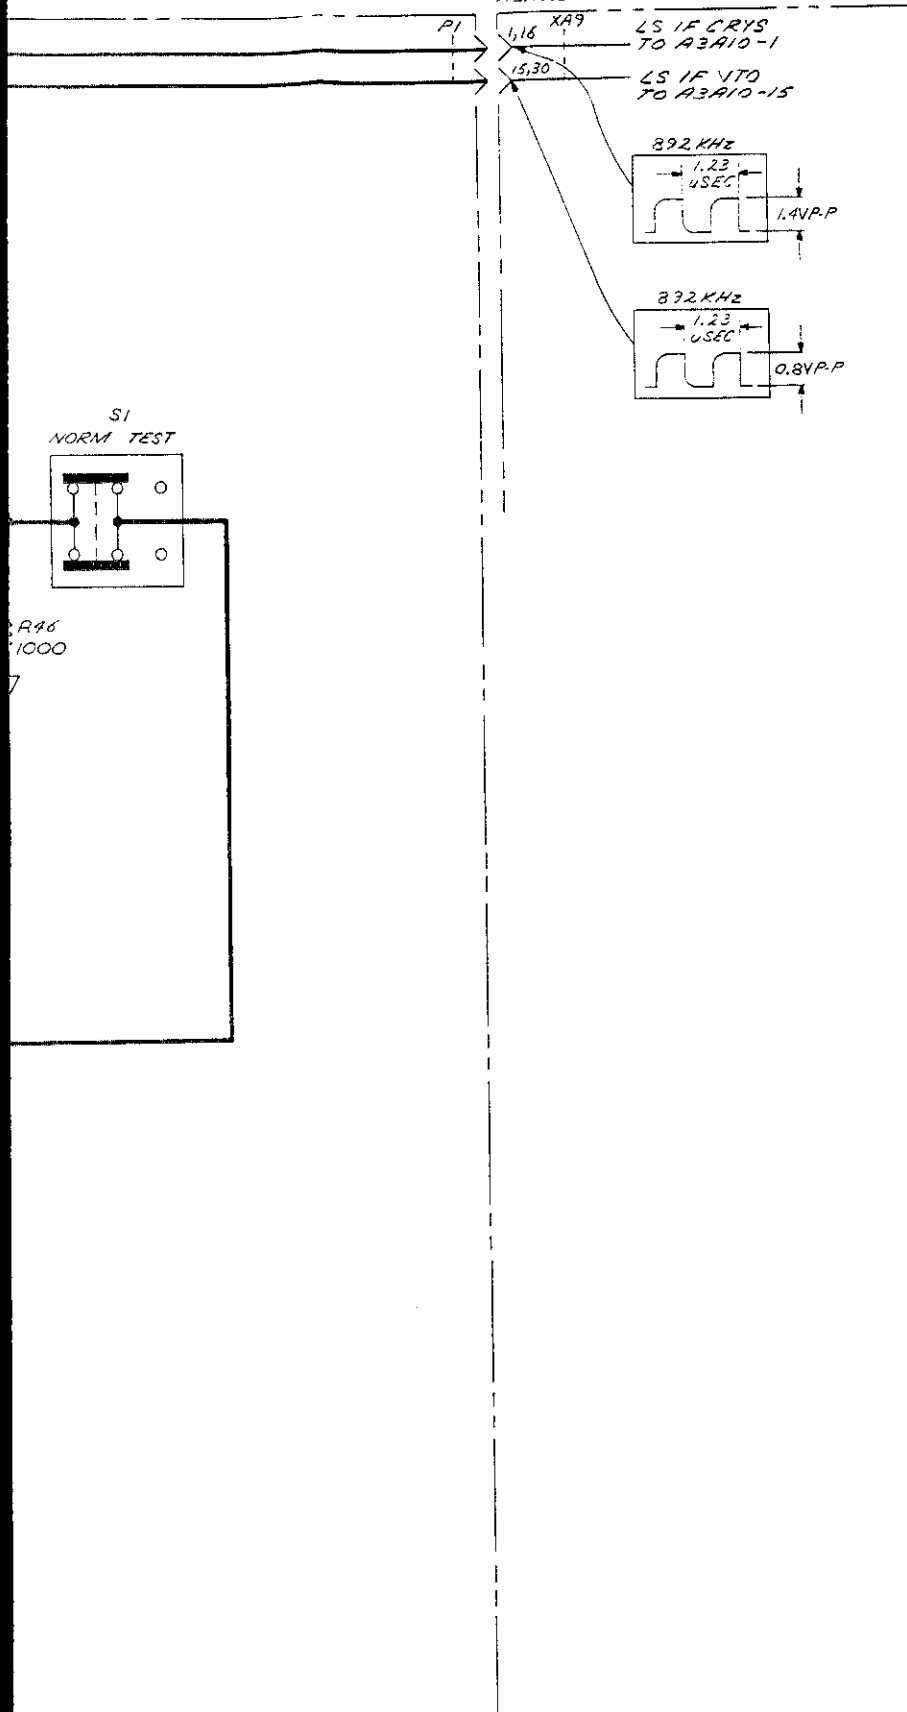 P1
1,16
XA9
LS IF CRYS
TO A3A10-1
15,30
LS IF VTO
TO A3A10-15
892 KHz
1.23
uSEC
1.4VP-P
892 KHz
1.23
uSEC
0.8VP-P
S1
NORM TEST
R46
1000